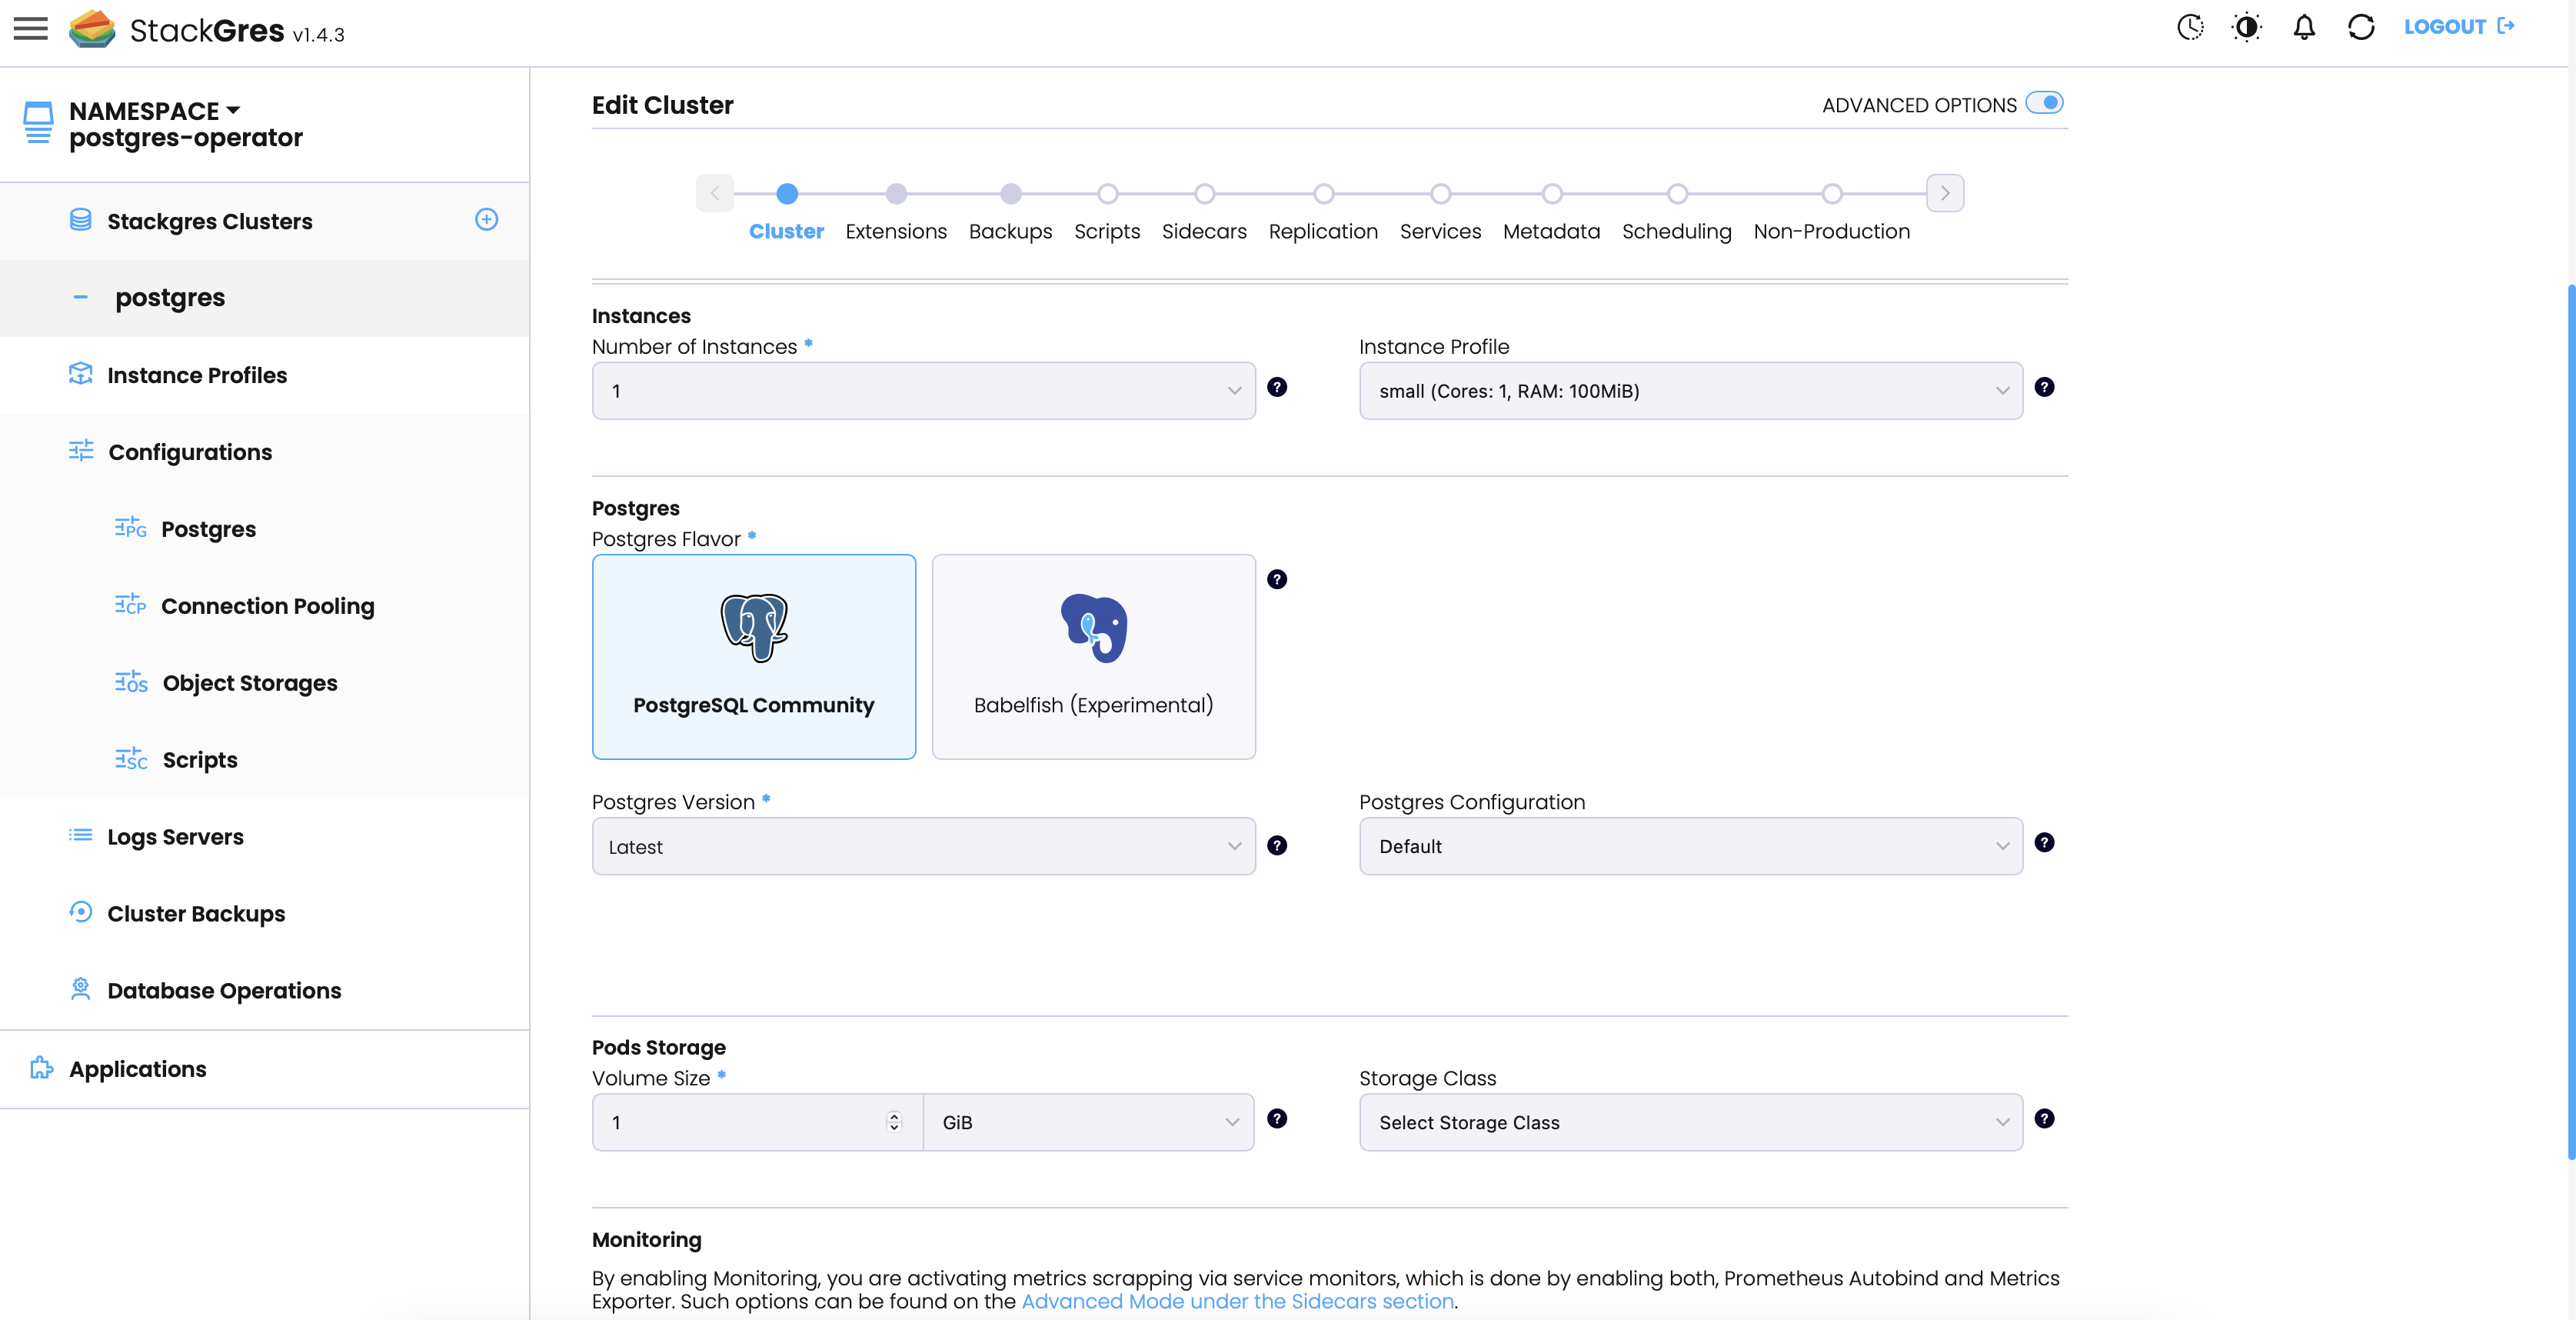 StackGres v1.4.3
LOGOUT
NAMESPACE
postgres-operator
Stackgres Clusters
postgres
Instance Profiles
Configurations
PG Postgres
CP Connection Pooling
OS Object Storages
SC Scripts
Logs Servers
Cluster Backups
Database Operations
Applications
Edit Cluster
ADVANCED OPTIONS
Cluster Extensions Backups Scripts Sidecars Replication Services Metadata Scheduling Non-Production
Instances
Number of Instances *
1
?
Instance Profile
small (Cores: 1, RAM: 100MiB)
?
Postgres
Postgres Flavor *
PostgreSQL Community
Babelfish (Experimental)
?
Postgres Version *
Latest
?
Postgres Configuration
Default
?
Pods Storage
Volume Size *
1
GiB
?
Storage Class
Select Storage Class
?
Monitoring
By enabling Monitoring, you are activating metrics scrapping via service monitors, which is done by enabling both, Prometheus Autobind and Metrics
Exporter. Such options can be found on the Advanced Mode under the Sidecars section.